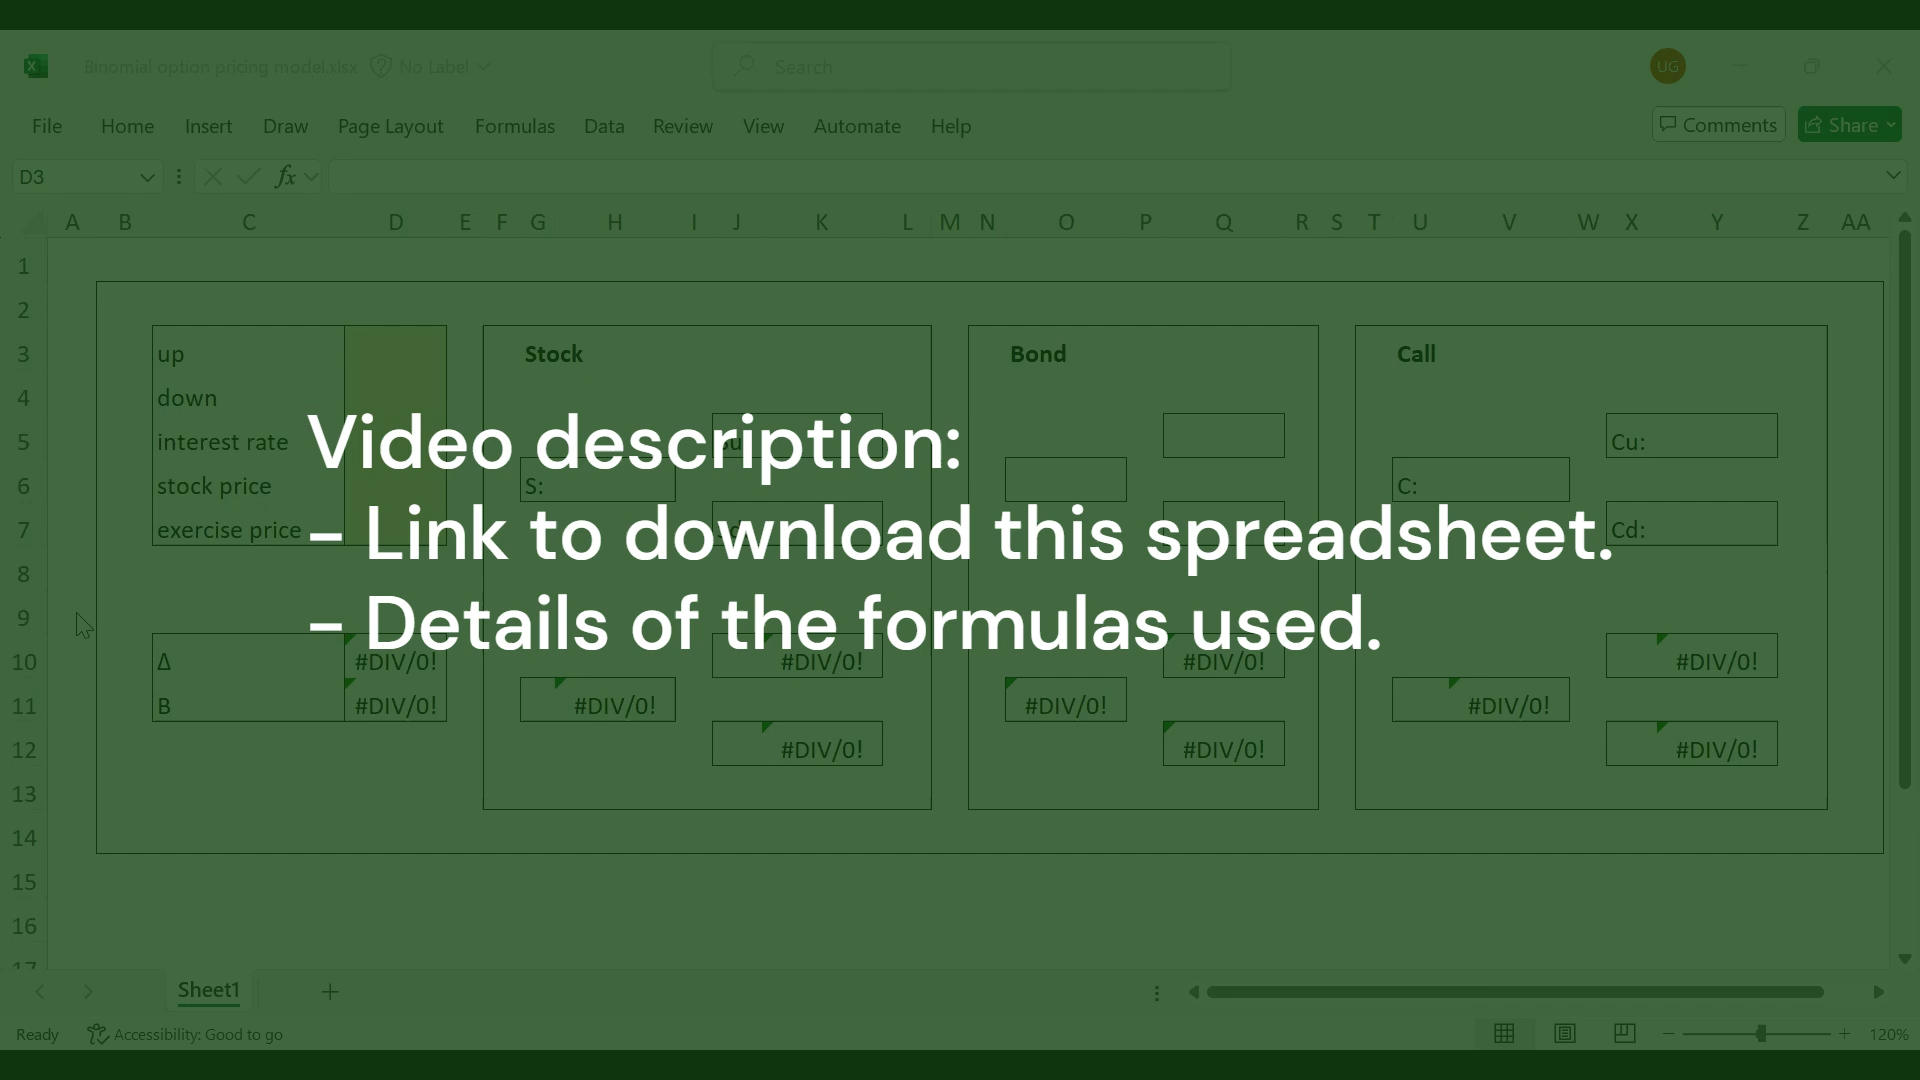 Binomial option pricing model.xlsx No Label Search UG
File Home Insert Draw Page Layout Formulas Data Review View Automate Help Comments Share
D3 fx
A B C D E F G H I J K L M N O P Q R S T U V W X Y Z AA
1
2
3 up Stock Bond Call
4 down
Video description:
5 interest rate Cu:
6 stock price S: C:
- Link to download this spreadsheet.
7 exercise price Cd:
8
9
- Details of the formulas used.
10 Δ #DIV/0! #DIV/0! #DIV/0! #DIV/0!
11 B #DIV/0! #DIV/0! #DIV/0! #DIV/0!
12 #DIV/0! #DIV/0! #DIV/0!
13
14
15
16
17
Sheet1
Ready Accessibility: Good to go 120%